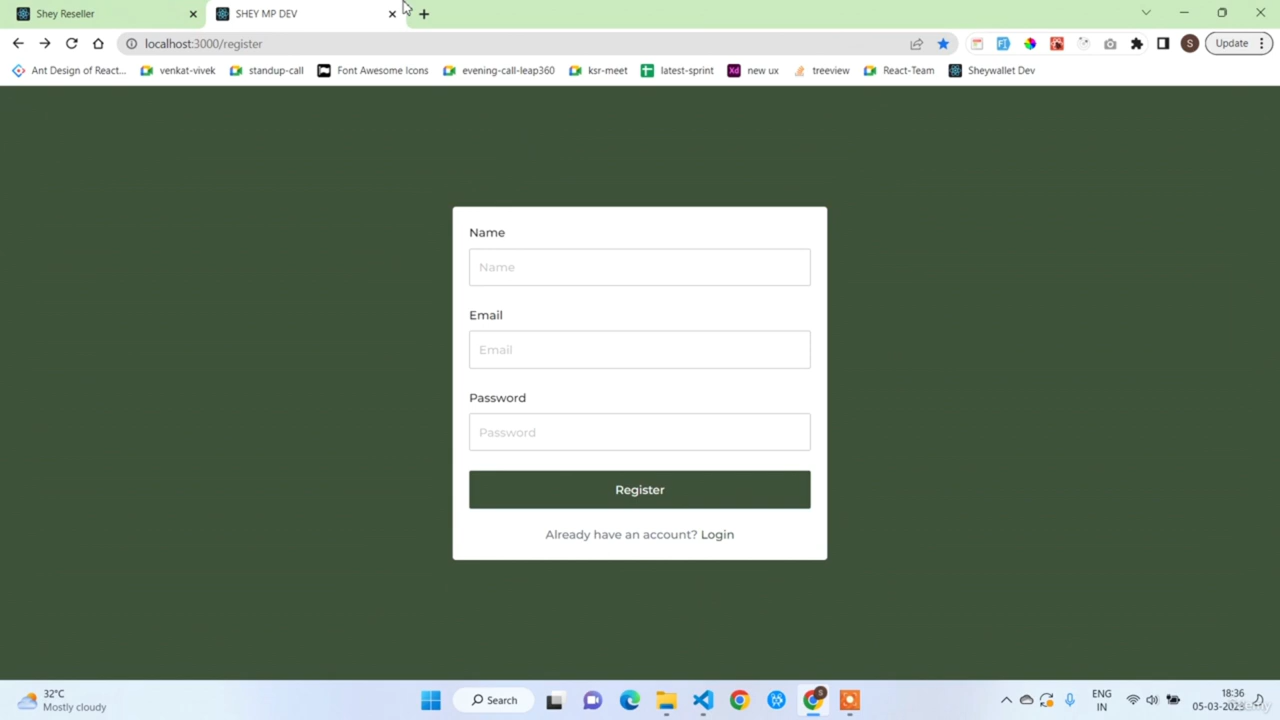 Shey Reseller
SHEY MP DEV
localhost:3000/register
S
Update
Ant Design of React...
venkat-vivek
standup-call
Font Awesome Icons
evening-call-leap360
ksr-meet
latest-sprint
Xd
new ux
treeview
React-Team
Sheywallet Dev
Name
Name
Email
Email
Password
Password
Register
Already have an account? Login
32°C
Mostly cloudy
Search
ENG
IN
18:36
05-03-2023